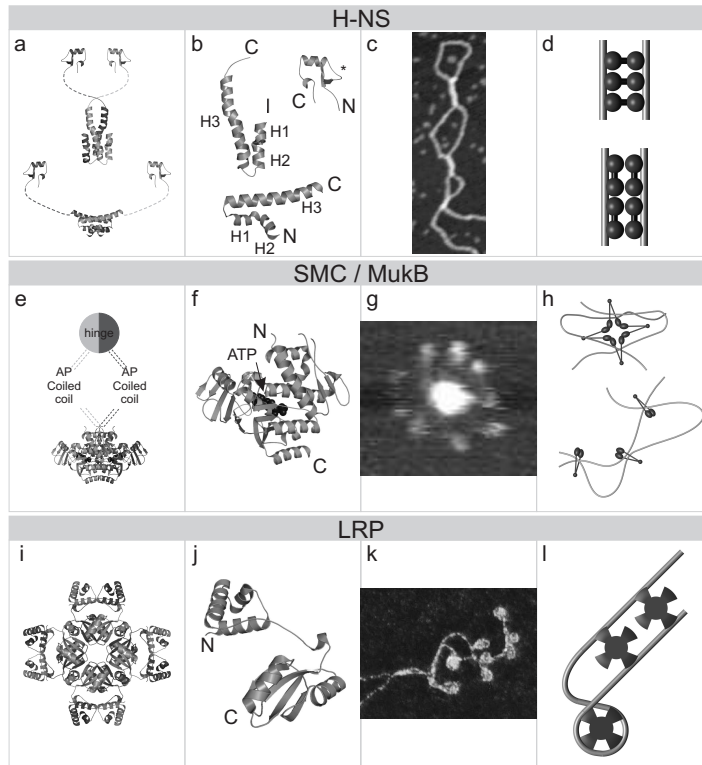 H-NS
a
b
c
d
C
*
C
N
I
H3
H1
H2
C
H3
H1
N
H2
SMC / MukB
e
f
g
h
hinge
N
ATP
AP
AP
Coiled
Coiled
coil
coil
C
LRP
i
j
k
l
N
C